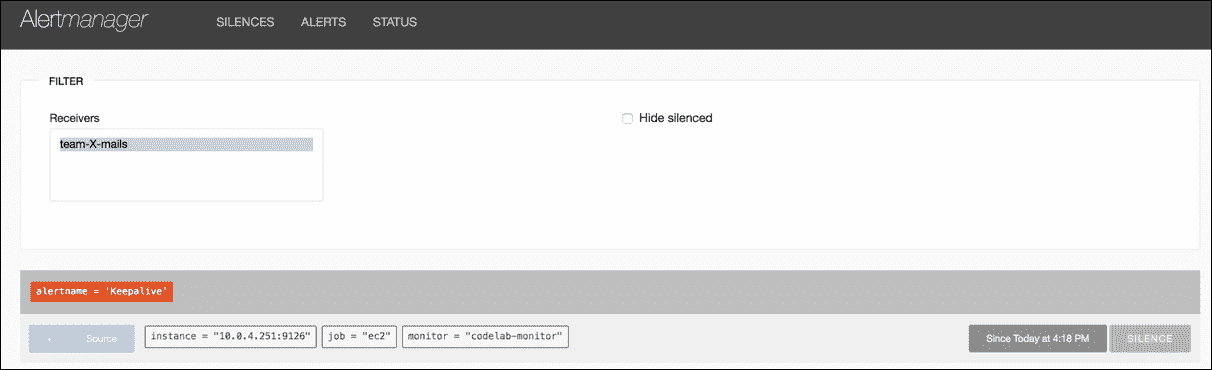 Alertmanager SILENCES ALERTS STATUS
FILTER
Receivers
Hide silenced
team-X-mails
alertname = 'Keepalive'
Source instance = "10.0.4.251:9126" job = "ec2" monitor = "codelab-monitor" Since Today at 4:18 PM SILENCE